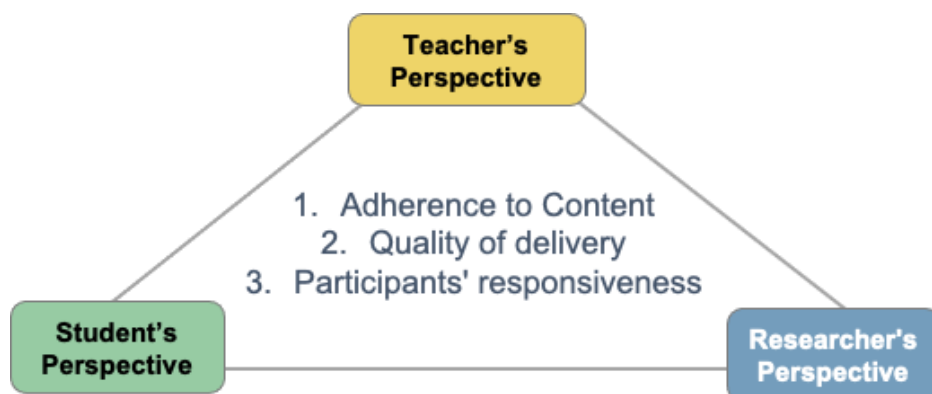 Teacher's
Perspective
1. Adherence to Content
2. Quality of delivery
3. Participants' responsiveness
Student's
Perspective
Researcher's
Perspective